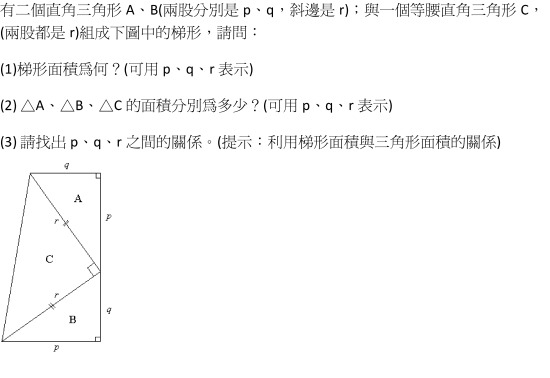 有二個直角三角形 A、B(兩股分別是 p、q，斜邊是 r)；與一個等腰直角三角形 C，
(兩股都是 r)組成下圖中的梯形，請問：
(1)梯形面積爲何？(可用 p、q、r 表示)
(2) △A、△B、△C 的面積分別爲多少？(可用 p、q、r 表示)
(3) 請找出 p、q、r 之間的關係。(提示：利用梯形面積與三角形面積的關係)
q
A
r
p
C
r
q
B
p